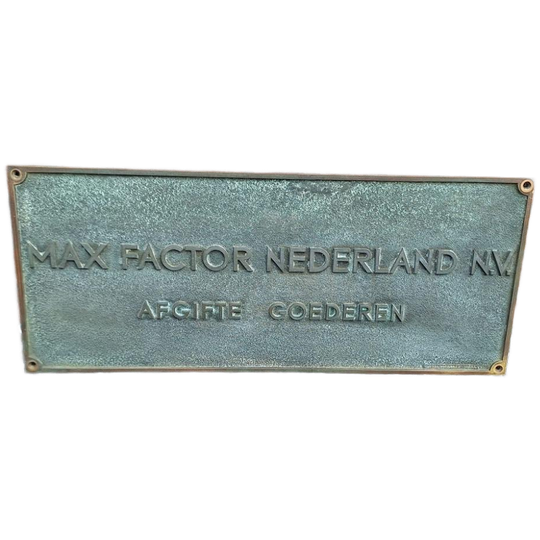 MAX FACTOR NEDERLAND N.V.
AFGIFTE GOEDEREN